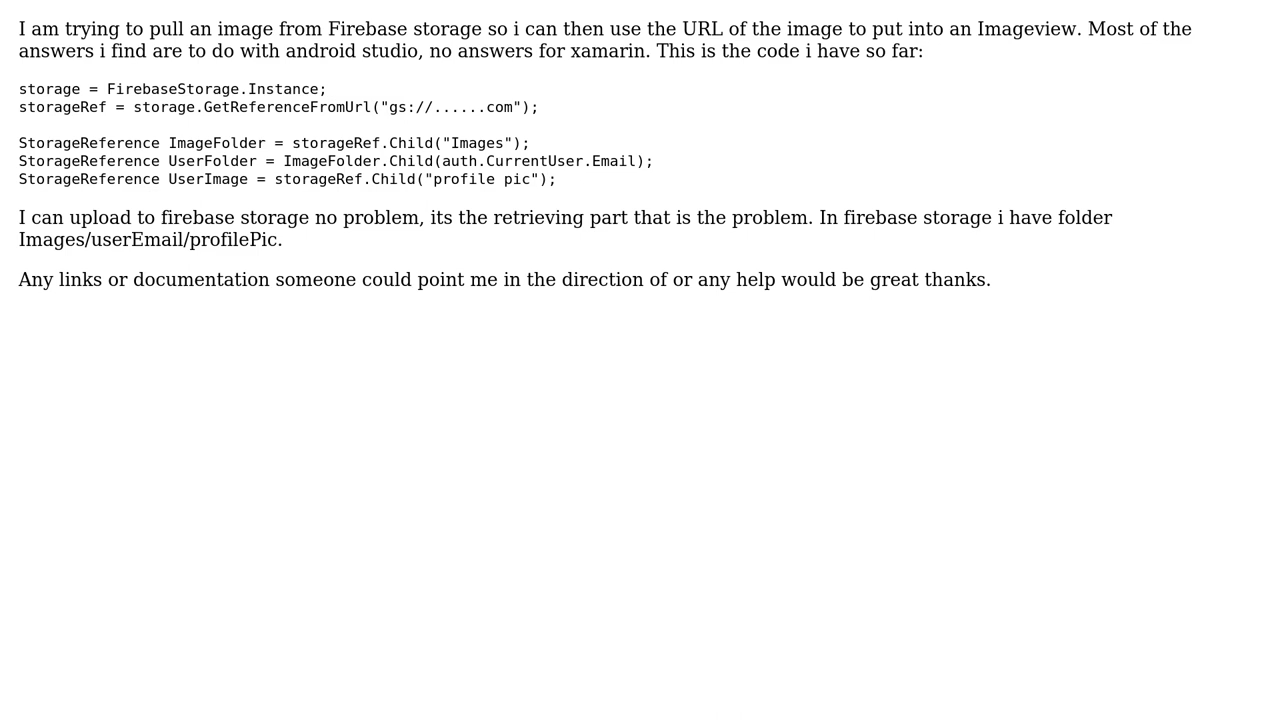 I am trying to pull an image from Firebase storage so i can then use the URL of the image to put into an Imageview. Most of the
answers i find are to do with android studio, no answers for xamarin. This is the code i have so far:
storage = FirebaseStorage.Instance;
storageRef = storage.GetReferenceFromUrl("gs://......com");
StorageReference ImageFolder = storageRef.Child("Images");
StorageReference UserFolder = ImageFolder.Child(auth.CurrentUser.Email);
StorageReference UserImage = storageRef.Child("profile pic");
I can upload to firebase storage no problem, its the retrieving part that is the problem. In firebase storage i have folder
Images/userEmail/profilePic.
Any links or documentation someone could point me in the direction of or any help would be great thanks.